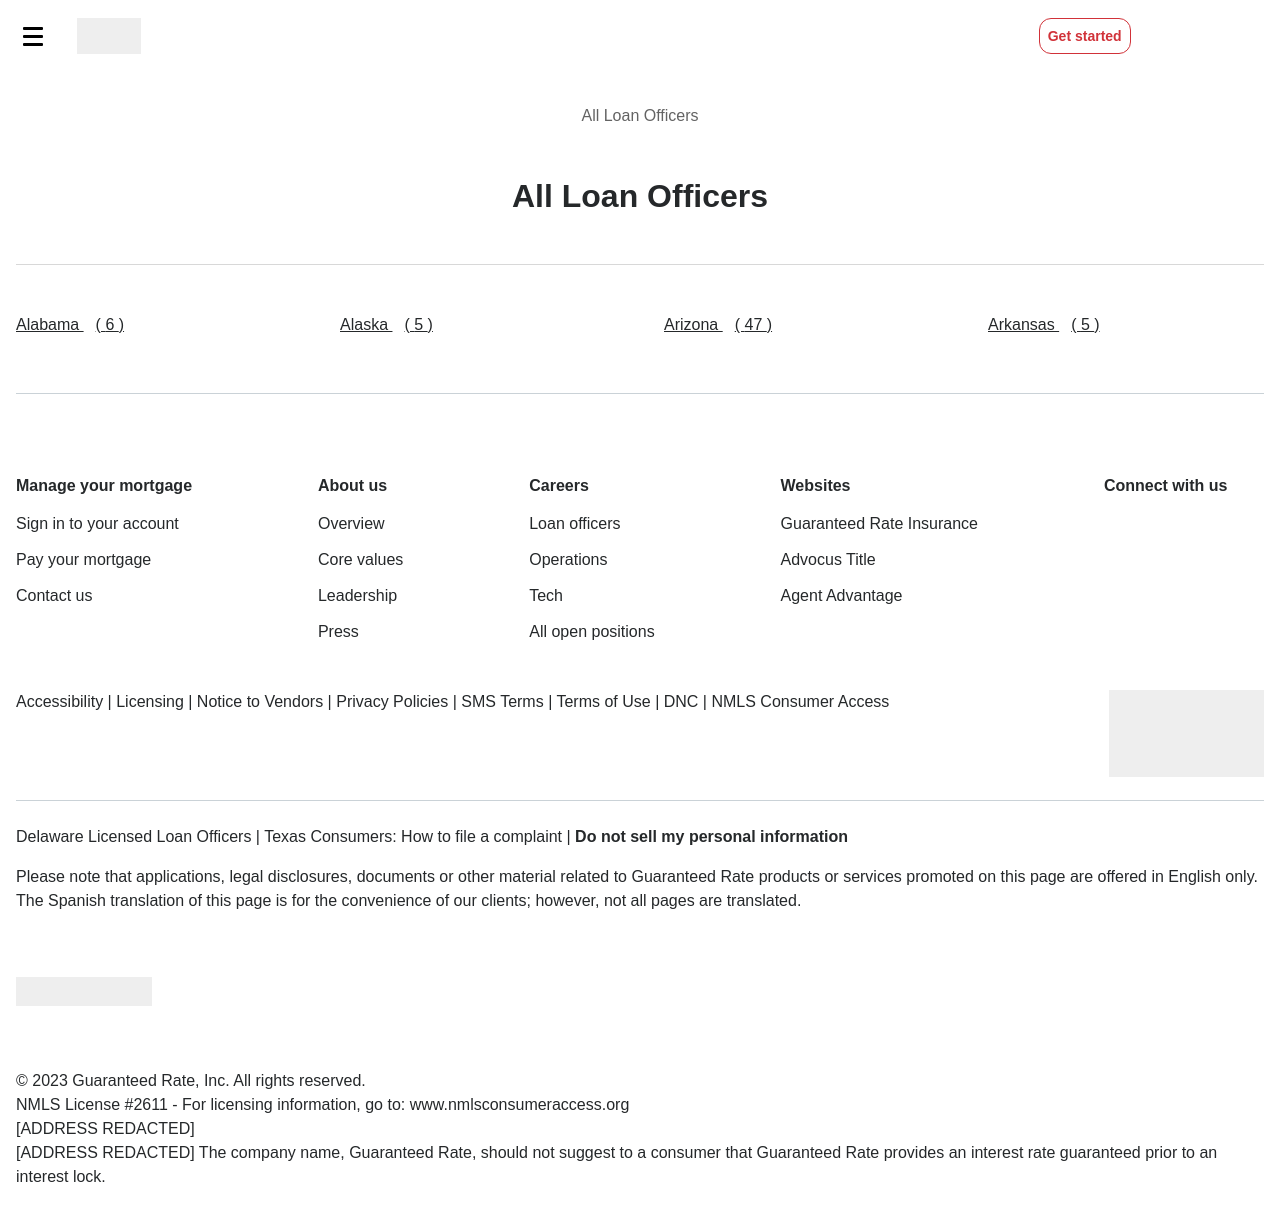 Get started
All Loan Officers
All Loan Officers
Alabama ( 6 )
Alaska ( 5 )
Arizona ( 47 )
Arkansas ( 5 )
Manage your mortgage
Sign in to your account
Pay your mortgage
Contact us
About us
Overview
Core values
Leadership
Press
Careers
Loan officers
Operations
Tech
All open positions
Websites
Guaranteed Rate Insurance
Advocus Title
Agent Advantage
Connect with us
Accessibility | Licensing | Notice to Vendors | Privacy Policies | SMS Terms | Terms of Use | DNC | NMLS Consumer Access
Delaware Licensed Loan Officers | Texas Consumers: How to file a complaint | Do not sell my personal information
Please note that applications, legal disclosures, documents or other material related to Guaranteed Rate products or services promoted on this page are offered in English only.
The Spanish translation of this page is for the convenience of our clients; however, not all pages are translated.
© 2023 Guaranteed Rate, Inc. All rights reserved.
NMLS License #2611 - For licensing information, go to: www.nmlsconsumeraccess.org
[ADDRESS REDACTED]
[ADDRESS REDACTED] The company name, Guaranteed Rate, should not suggest to a consumer that Guaranteed Rate provides an interest rate guaranteed prior to an
interest lock.